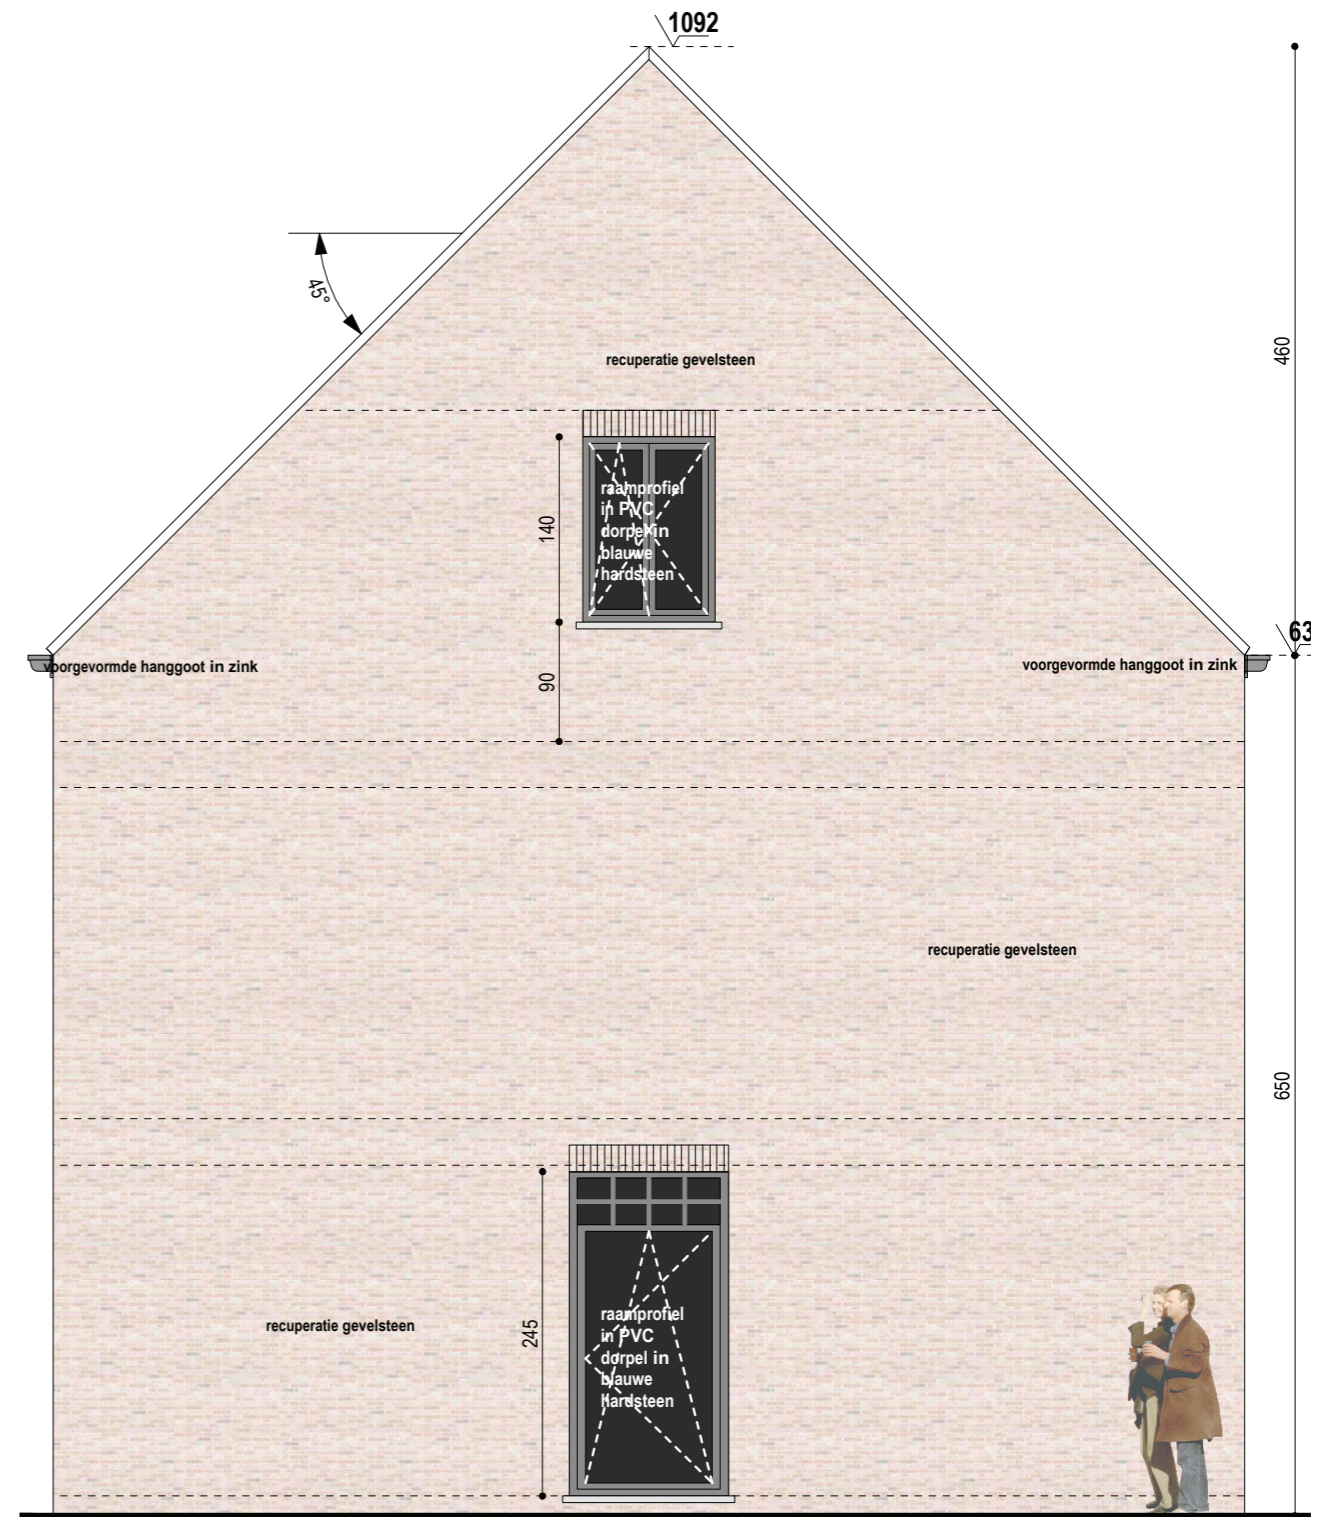 1092
45°
460
recuperatie gevelsteen
140
raamprofiel
in PVC
dorpel in
blauwe
hardsteen
63
voorgevormde hanggoot in zink
voorgevormde hanggoot in zink
90
recuperatie gevelsteen
650
245
recuperatie gevelsteen
raamprofiel
in PVC
dorpel in
blauwe
hardsteen